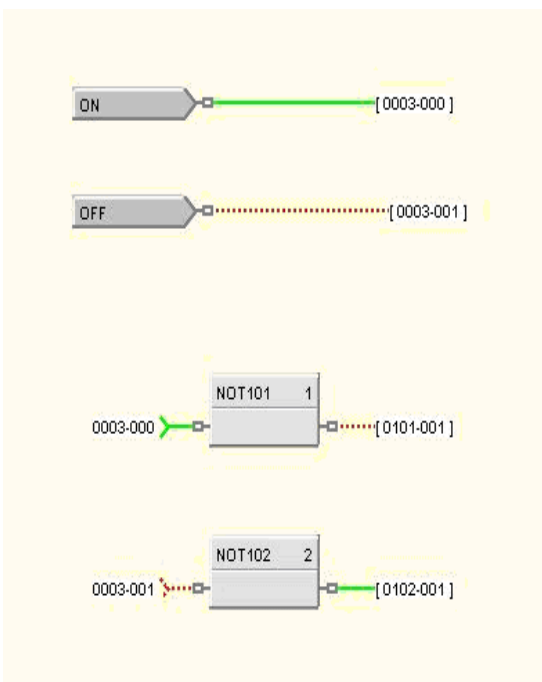 ON [ 0003-000 ]
OFF [ 0003-001 ]
NOT101 1
0003-000 [ 0101-001 ]
NOT102 2
0003-001 [ 0102-001 ]